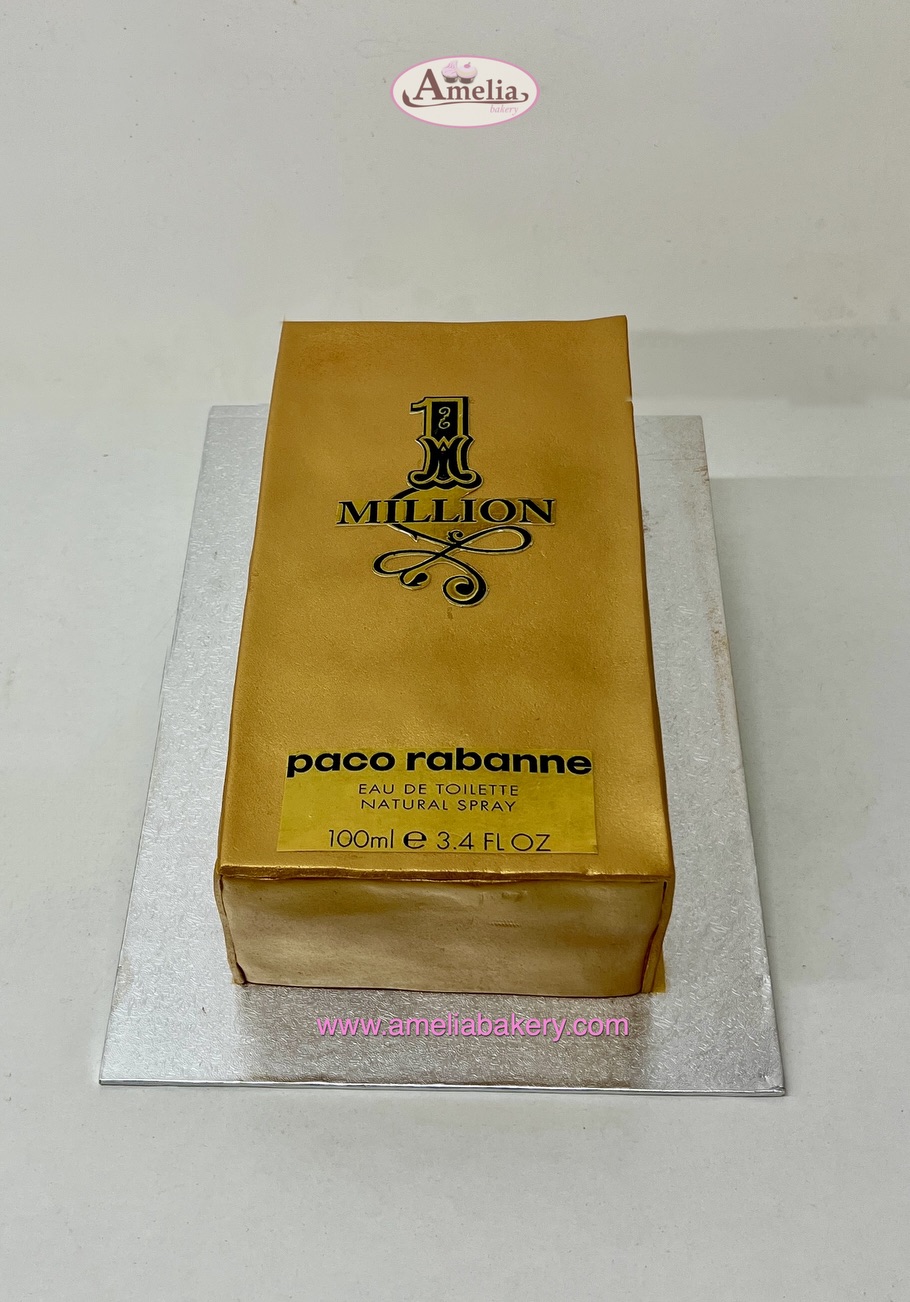 Amelia
bakery
1
MILLION
paco rabanne
EAU DE TOILETTE
NATURAL SPRAY
100ml e 3.4 FL OZ
www.ameliabakery.com